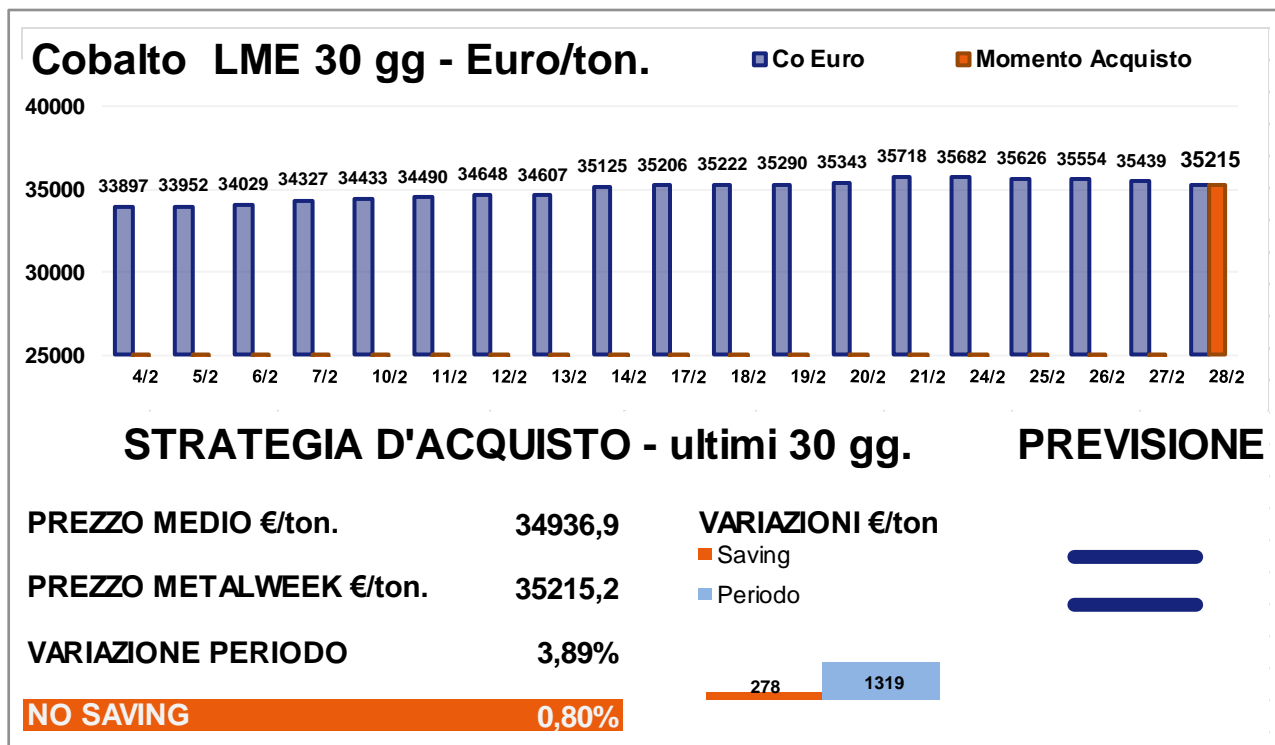 Cobalto LME 30 gg - Euro/ton.
Co Euro
Momento Acquisto
40000
35000
30000
25000
33897 33952 34029 34327 34433 34490 34648 34607 35125 35206 35222 35290 35343 35718 35682 35626 35554 35439 35215
4/2 5/2 6/2 7/2 10/2 11/2 12/2 13/2 14/2 17/2 18/2 19/2 20/2 21/2 24/2 25/2 26/2 27/2 28/2
STRATEGIA D'ACQUISTO - ultimi 30 gg.
PREVISIONE
PREZZO MEDIO €/ton. 34936,9
PREZZO METALWEEK €/ton. 35215,2
VARIAZIONE PERIODO 3,89%
NO SAVING 0,80%
VARIAZIONI €/ton
Saving
Periodo
278 1319